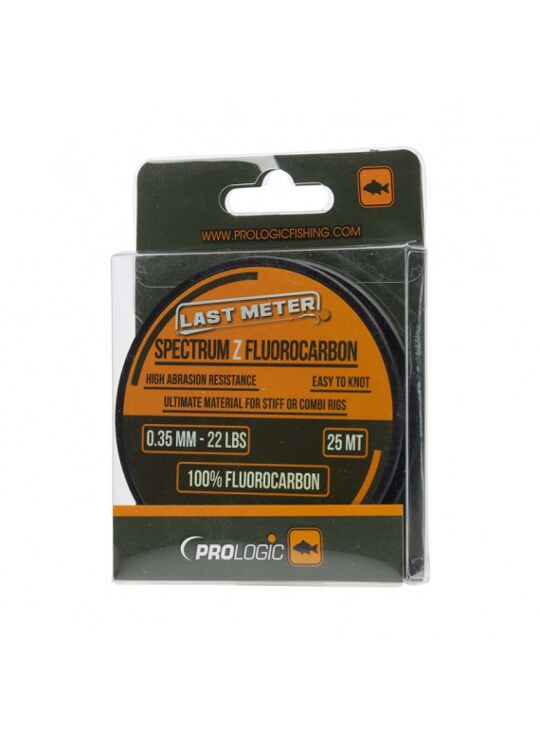 WWW.PROLOGICFISHING.COM
LAST METER
SPECTRUM Z FLUOROCARBON
HIGH ABRASION RESISTANCE EASY TO KNOT
ULTIMATE MATERIAL FOR STIFF OR COMBI RIGS
0.35 MM - 22 LBS 25 MT
100% FLUOROCARBON
PROLOGIC